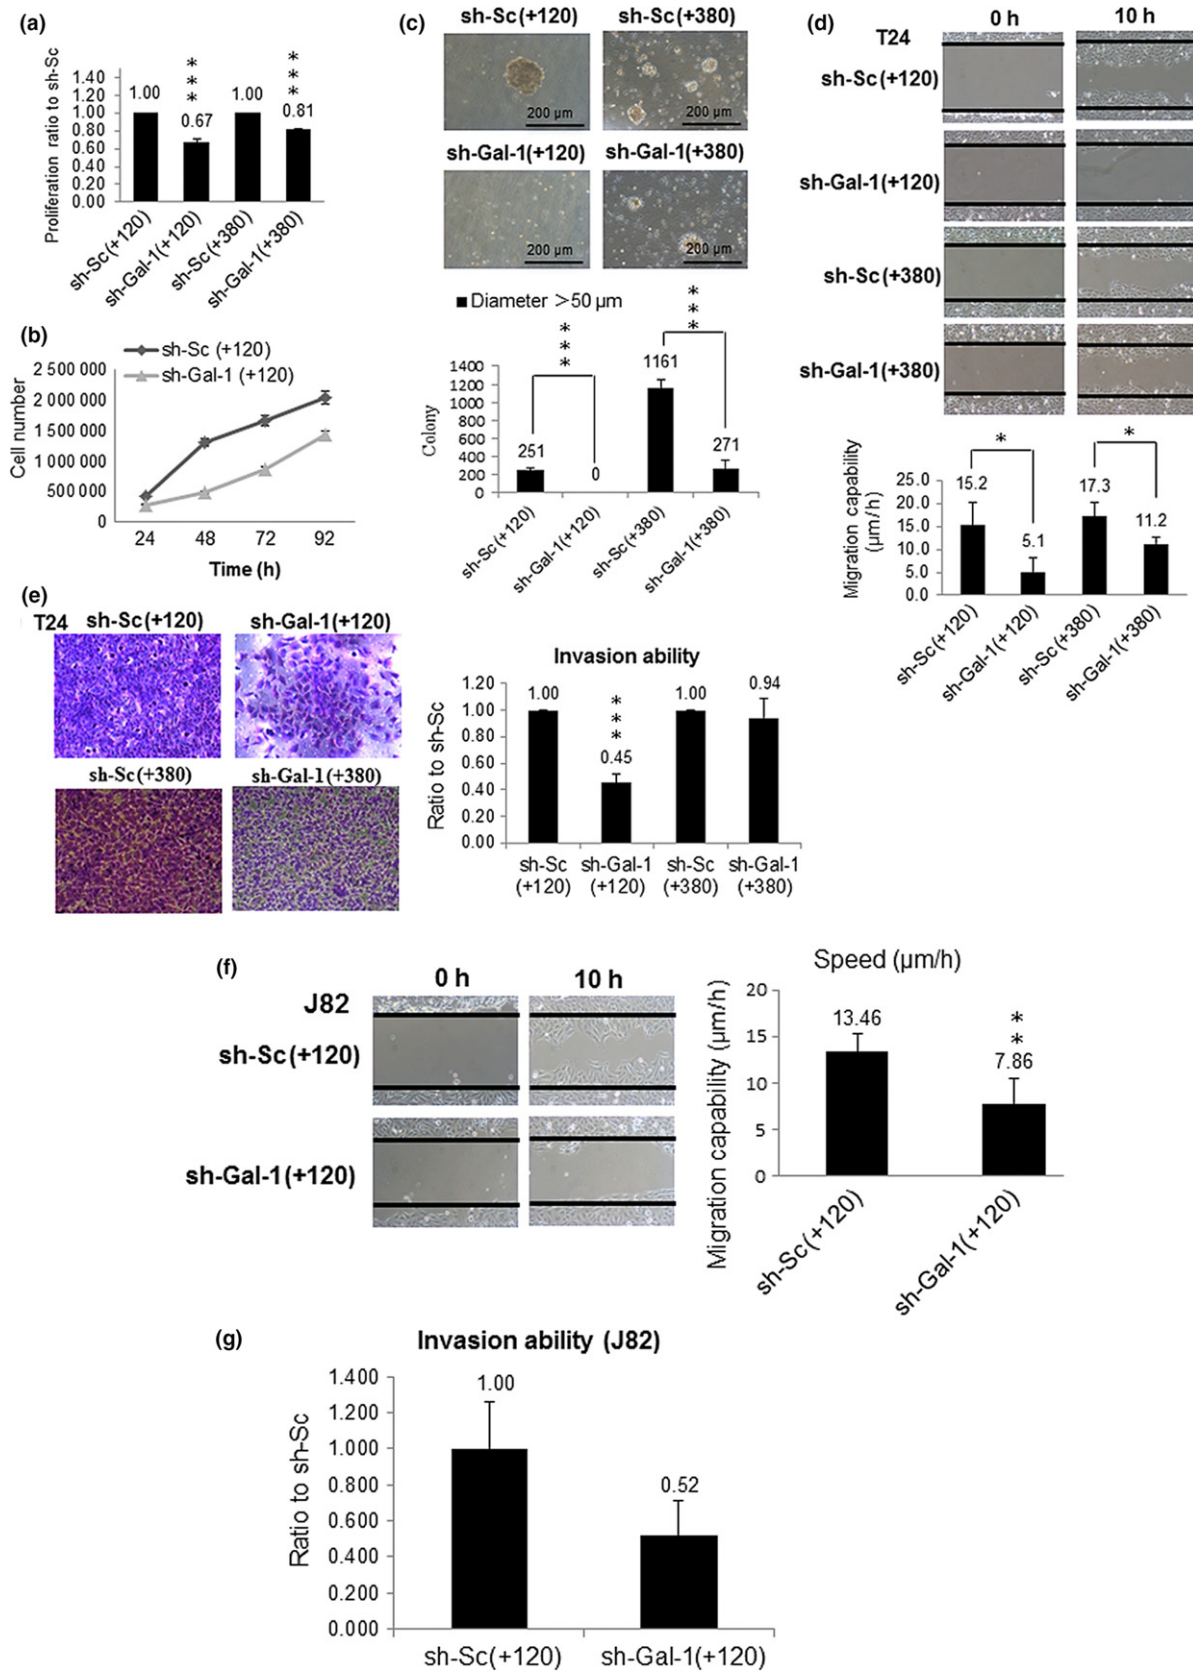 (a)
Proliferation ratio to sh-Sc
1.40
1.20
1.00
0.80
0.60
0.40
0.20
0.00
1.00
***
0.67
1.00
***
0.81
sh-Sc(+120)
sh-Gal-1(+120)
sh-Sc(+380)
sh-Gal-1(+380)
(b)
sh-Sc (+120)
sh-Gal-1 (+120)
Cell number
2 500 000
2 000 000
1 500 000
1 000 000
500 000
0
24 48 72 92
Time (h)
(c)
sh-Sc(+120) sh-Sc(+380)
200 µm 200 µm
sh-Gal-1(+120) sh-Gal-1(+380)
200 µm 200 µm
Diameter >50 µm
***
***
Colony
1400
1200
1000
800
600
400
200
0
251
0
1161
271
sh-Sc(+120)
sh-Gal-1(+120)
sh-Sc(+380)
sh-Gal-1(+380)
(d)
0 h 10 h
T24
sh-Sc(+120)
sh-Gal-1(+120)
sh-Sc(+380)
sh-Gal-1(+380)
Migration capability
(µm/h)
25.0
20.0
15.0
10.0
5.0
0.0
*
*
15.2
5.1
17.3
11.2
sh-Sc(+120)
sh-Gal-1(+120)
sh-Sc(+380)
sh-Gal-1(+380)
(e)
T24 sh-Sc(+120) sh-Gal-1(+120)
sh-Sc(+380) sh-Gal-1(+380)
Invasion ability
Ratio to sh-Sc
1.20
1.00
0.80
0.60
0.40
0.20
0.00
1.00
***
0.45
1.00
0.94
sh-Sc sh-Gal-1 sh-Sc sh-Gal-1
(+120) (+120) (+380) (+380)
(f)
0 h 10 h
J82
sh-Sc(+120)
sh-Gal-1(+120)
Speed (µm/h)
Migration capability (µm/h)
20
15
10
5
0
13.46
**
7.86
sh-Sc(+120)
sh-Gal-1(+120)
(g)
Invasion ability (J82)
Ratio to sh-Sc
1.400
1.200
1.000
0.800
0.600
0.400
0.200
0.000
1.00
0.52
sh-Sc(+120) sh-Gal-1(+120)